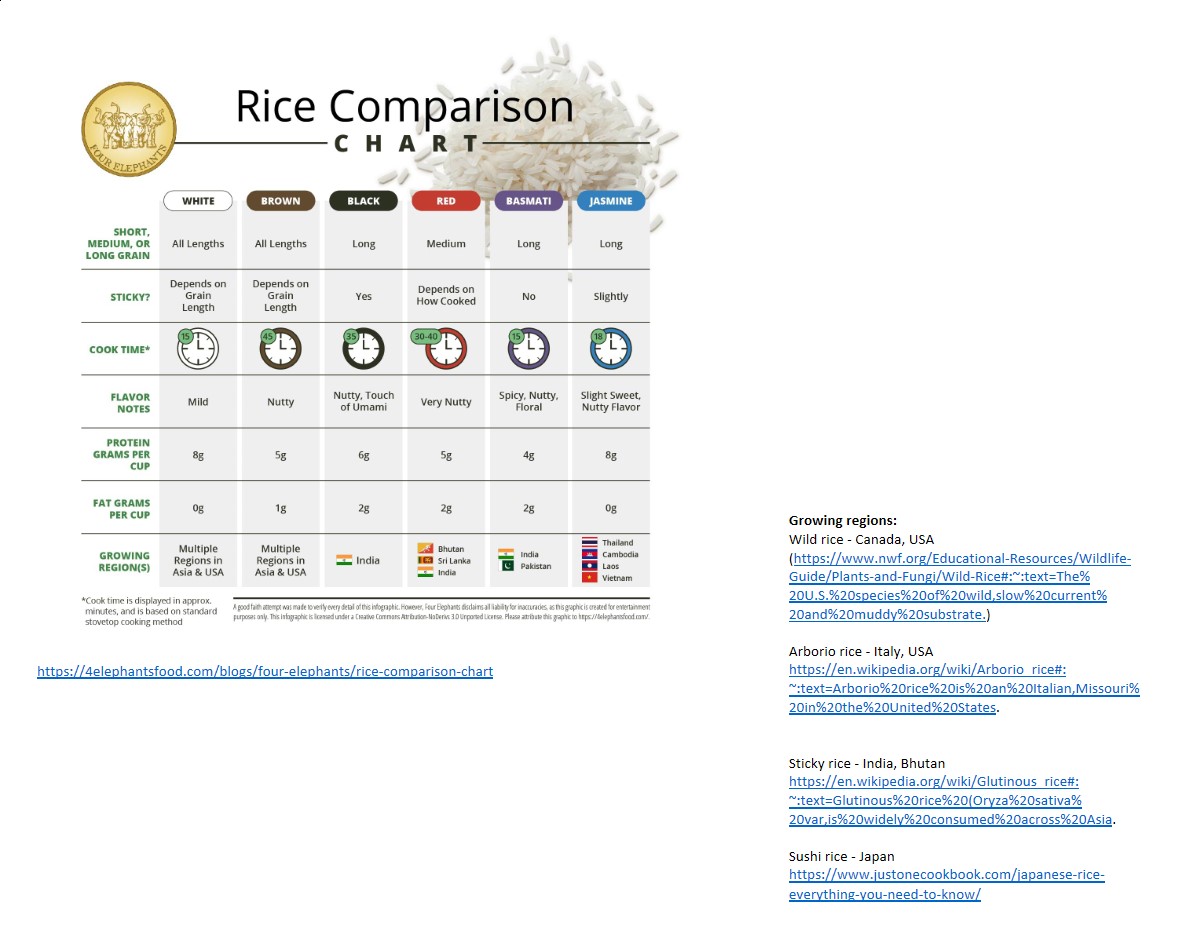 Rice Comparison
CHART
FOUR ELEPHANTS
WHITE BROWN BLACK RED BASMATI JASMINE
SHORT, MEDIUM, OR LONG GRAIN All Lengths All Lengths Long Medium Long Long
STICKY? Depends on Grain Length Depends on Grain Length Yes Depends on How Cooked No Slightly
COOK TIME* 15 45 35 30-40 15 18
FLAVOR NOTES Mild Nutty Nutty, Touch of Umami Very Nutty Spicy, Nutty, Floral Slight Sweet, Nutty Flavor
PROTEIN GRAMS PER CUP 8g 5g 6g 5g 4g 8g
FAT GRAMS PER CUP 0g 1g 2g 2g 2g 0g
GROWING REGION(S) Multiple Regions in Asia & USA Multiple Regions in Asia & USA India Bhutan Sri Lanka India India Pakistan Thailand Cambodia Laos Vietnam
*Cook time is displayed in approx.
minutes, and is based on standard
stovetop cooking method
A good faith attempt was made to verify every detail of this infographic. However, Four Elephants disclaims all liability for inaccuracies, as this graphic is created for entertainment
purposes only. This infographic is licensed under a Creative Commons Attribution-NoDerivs 3.0 Unported License. Please attribute this graphic to https://4elephantsfood.com/.
https://4elephantsfood.com/blogs/four-elephants/rice-comparison-chart
Growing regions:
Wild rice - Canada, USA
(https://www.nwf.org/Educational-Resources/Wildlife-
Guide/Plants-and-Fungi/Wild-Rice#:~:text=The%
20U.S.%20species%20of%20wild,slow%20current%
20and%20muddy%20substrate.)
Arborio rice - Italy, USA
https://en.wikipedia.org/wiki/Arborio_rice#:
~:text=Arborio%20rice%20is%20an%20Italian,Missouri%
20in%20the%20United%20States.
Sticky rice - India, Bhutan
https://en.wikipedia.org/wiki/Glutinous_rice#:
~:text=Glutinous%20rice%20(Oryza%20sativa%
20var,is%20widely%20consumed%20across%20Asia.
Sushi rice - Japan
https://www.justonecookbook.com/japanese-rice-
everything-you-need-to-know/